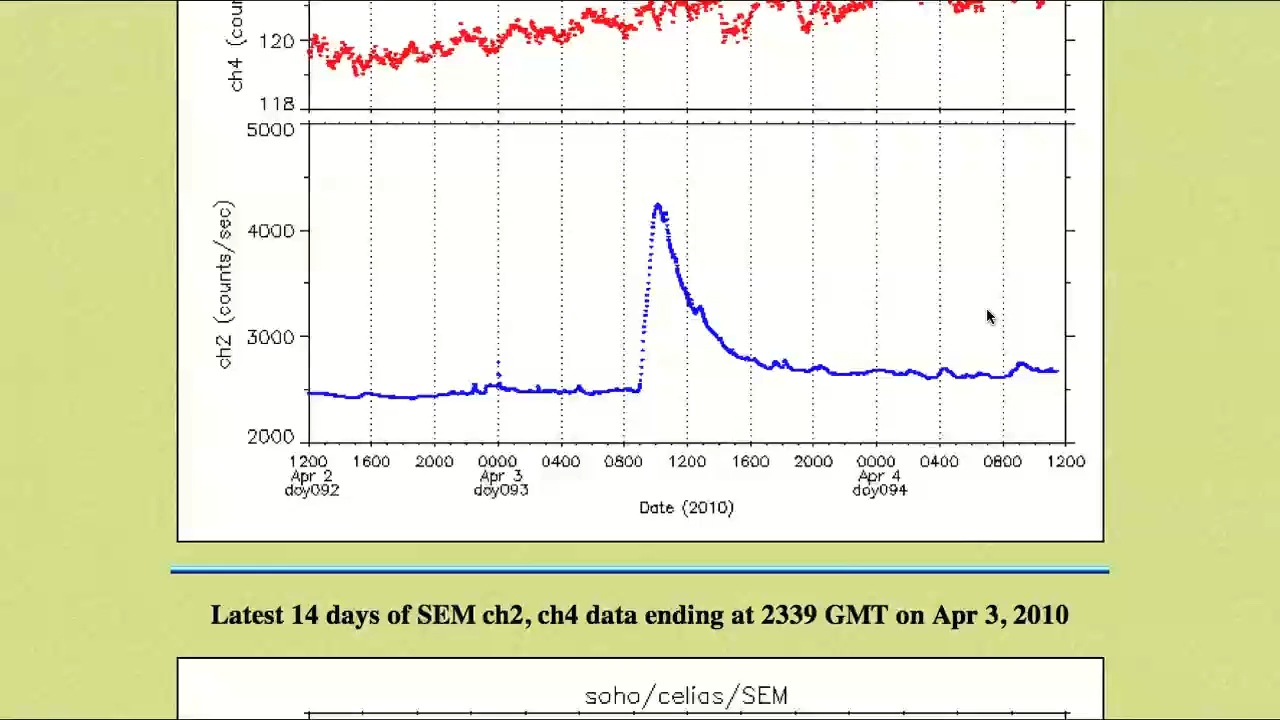 ch4 (coun
120
118
5000
4000
3000
2000
ch2 (counts/sec)
1200 1600 2000 0000 0400 0800 1200 1600 2000 0000 0400 0800 1200
Apr 2 Apr 3 Apr 4
doy092 doy093 doy094
Date (2010)
Latest 14 days of SEM ch2, ch4 data ending at 2339 GMT on Apr 3, 2010
soho/celias/SEM